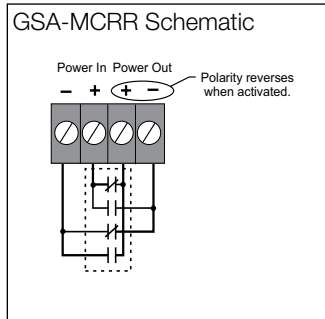 GSA-MCRR Schematic
Power In Power Out
Polarity reverses
when activated.
− + + −